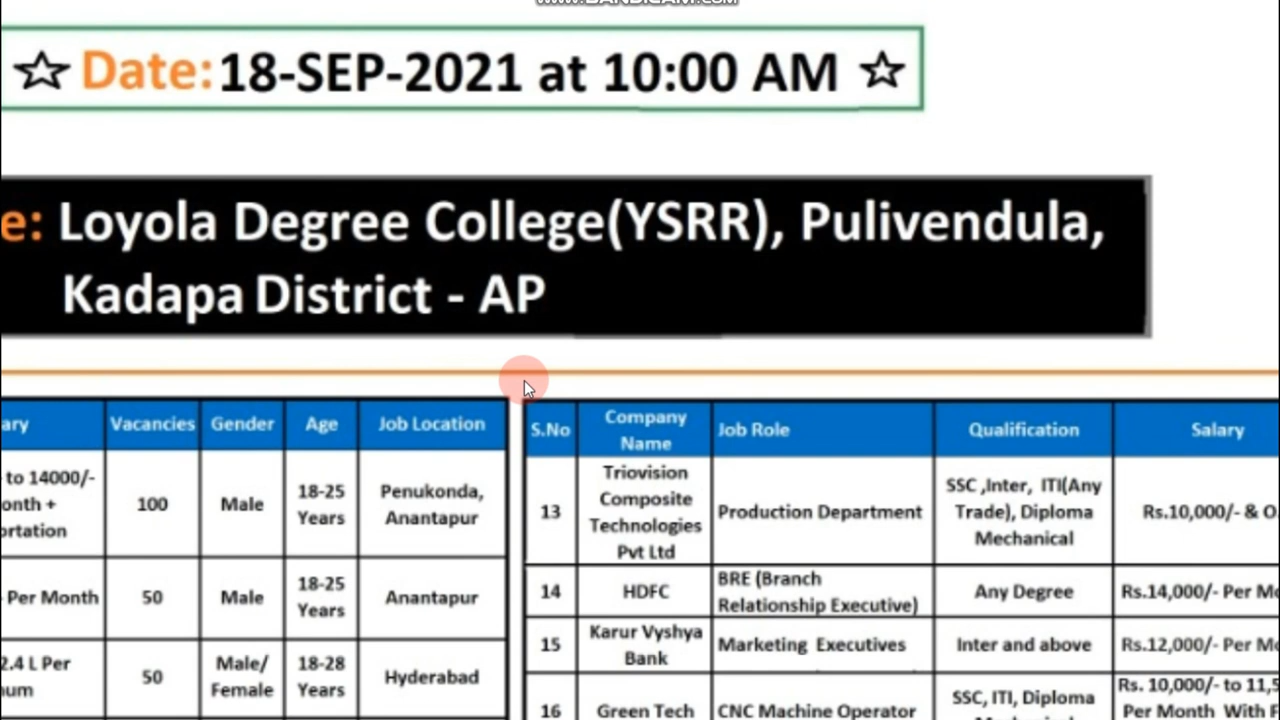 www.BANDICAM.com
Date: 18-SEP-2021 at 10:00 AM
e: Loyola Degree College(YSRR), Pulivendula,
Kadapa District - AP
ary Vacancies Gender Age Job Location
to 14000/-
onth +
ortation
100
Male
18-25
Years
Penukonda,
Anantapur
Per Month
50
Male
18-25
Years
Anantapur
2.4 L Per
num
50
Male/
Female
18-28
Years
Hyderabad
S.No
Company
Name
Job Role
Qualification
Salary
13
Triovision
Composite
Technologies
Pvt Ltd
Production Department
SSC ,Inter, ITI(Any
Trade), Diploma
Mechanical
Rs.10,000/- & O
14
HDFC
BRE (Branch
Relationship Executive)
Any Degree
Rs.14,000/- Per Mo
15
Karur Vyshya
Bank
Marketing Executives
Inter and above
Rs.12,000/- Per Mo
16
Green Tech
CNC Machine Operator
SSC, ITI, Diploma
Rs. 10,000/- to 11,5
Per Month With F